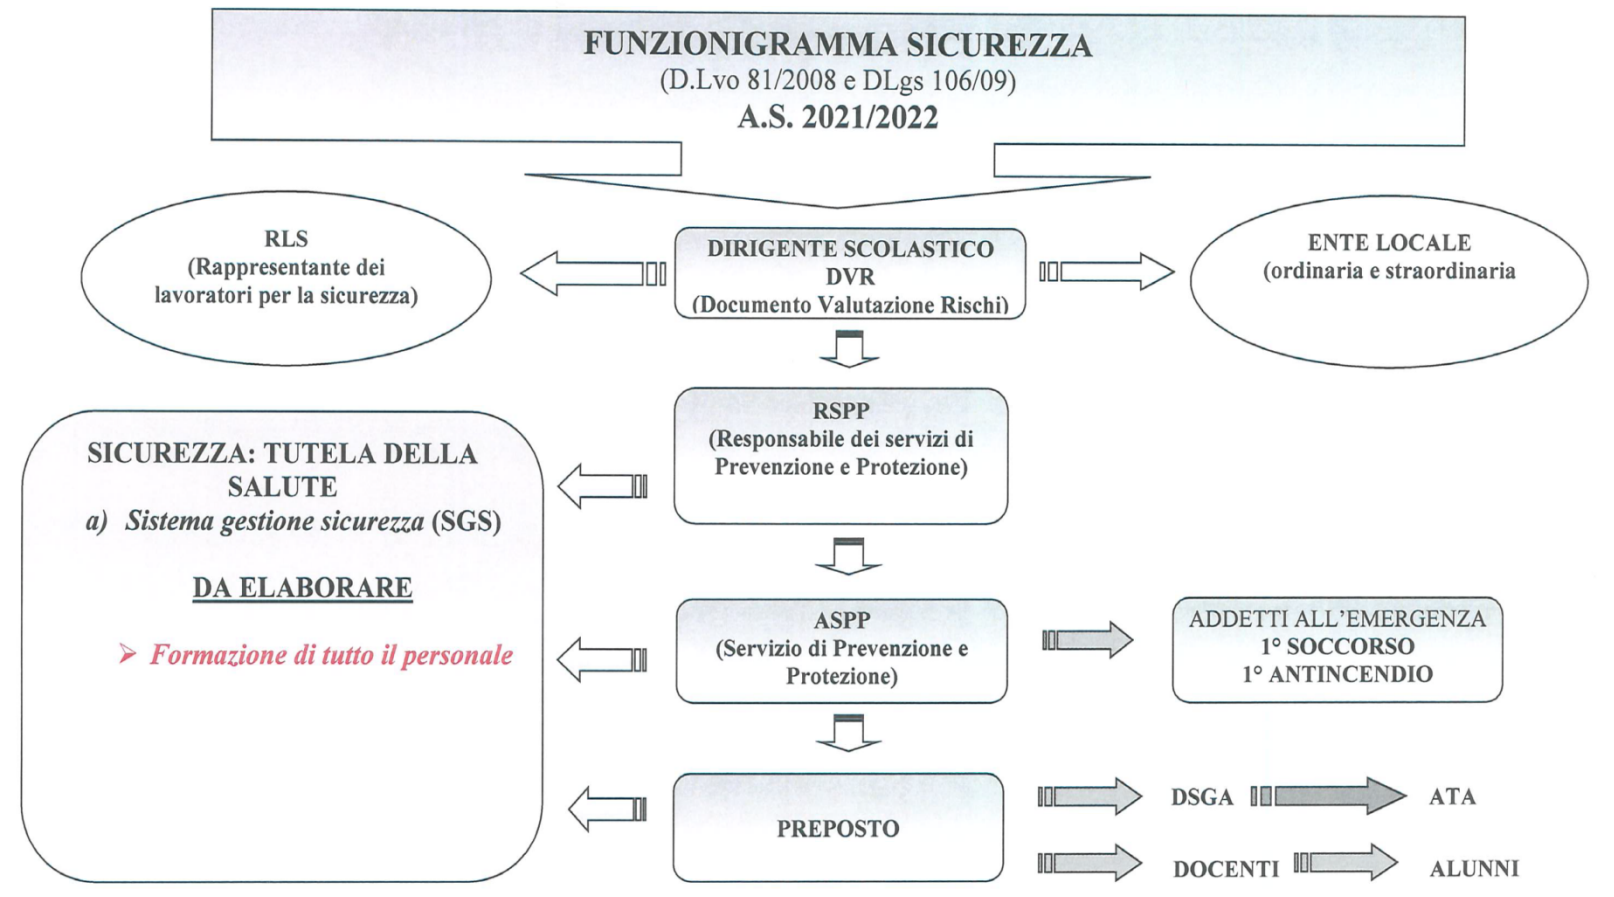 FUNZIONIGRAMMA SICUREZZA
(D.Lvo 81/2008 e DLgs 106/09)
A.S. 2021/2022
RLS
(Rappresentante dei
lavoratori per la sicurezza)
DIRIGENTE SCOLASTICO
DVR
(Documento Valutazione Rischi)
ENTE LOCALE
(ordinaria e straordinaria
RSPP
(Responsabile dei servizi di
Prevenzione e Protezione)
SICUREZZA: TUTELA DELLA
SALUTE
a) Sistema gestione sicurezza (SGS)
DA ELABORARE
➢ Formazione di tutto il personale
ASPP
(Servizio di Prevenzione e
Protezione)
ADDETTI ALL’EMERGENZA
1° SOCCORSO
1° ANTINCENDIO
PREPOSTO
DSGA
ATA
DOCENTI
ALUNNI